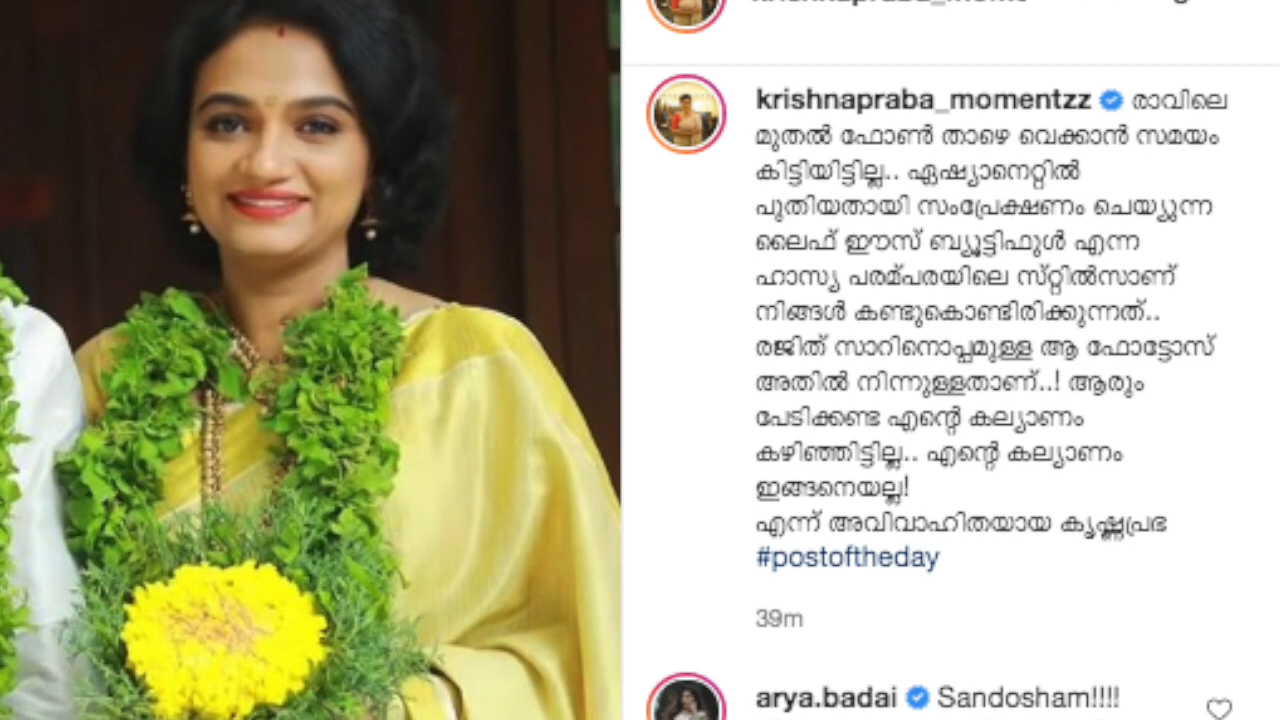 krishnapraba_momentzz രാവിലെ
മുതൽ ഫോൺ താഴെ വെക്കാൻ സമയം
കിട്ടിയിട്ടില്ല.. ഏഷ്യാനെറ്റിൽ
പുതിയതായി സംപ്രേക്ഷണം ചെയ്യുന്ന
ലൈഫ് ഈസ് ബ്യൂട്ടിഫുൾ എന്ന
ഹാസ്യ പരമ്പരയിലെ സ്റ്റിൽസാണ്
നിങ്ങൾ കണ്ടുകൊണ്ടിരിക്കുന്നത്..
രജിത് സാറിനൊപ്പമുള്ള ആ ഫോട്ടോസ്
അതിൽ നിന്നുള്ളതാണ്..! ആരും
പേടിക്കണ്ട എന്റെ കല്യാണം
കഴിഞ്ഞിട്ടില്ല.. എന്റെ കല്യാണം
ഇങ്ങനെയല്ല!
എന്ന് അവിവാഹിതയായ കൃഷ്ണപ്രഭ
#postoftheday
39m
arya.badai Sandosham!!!!